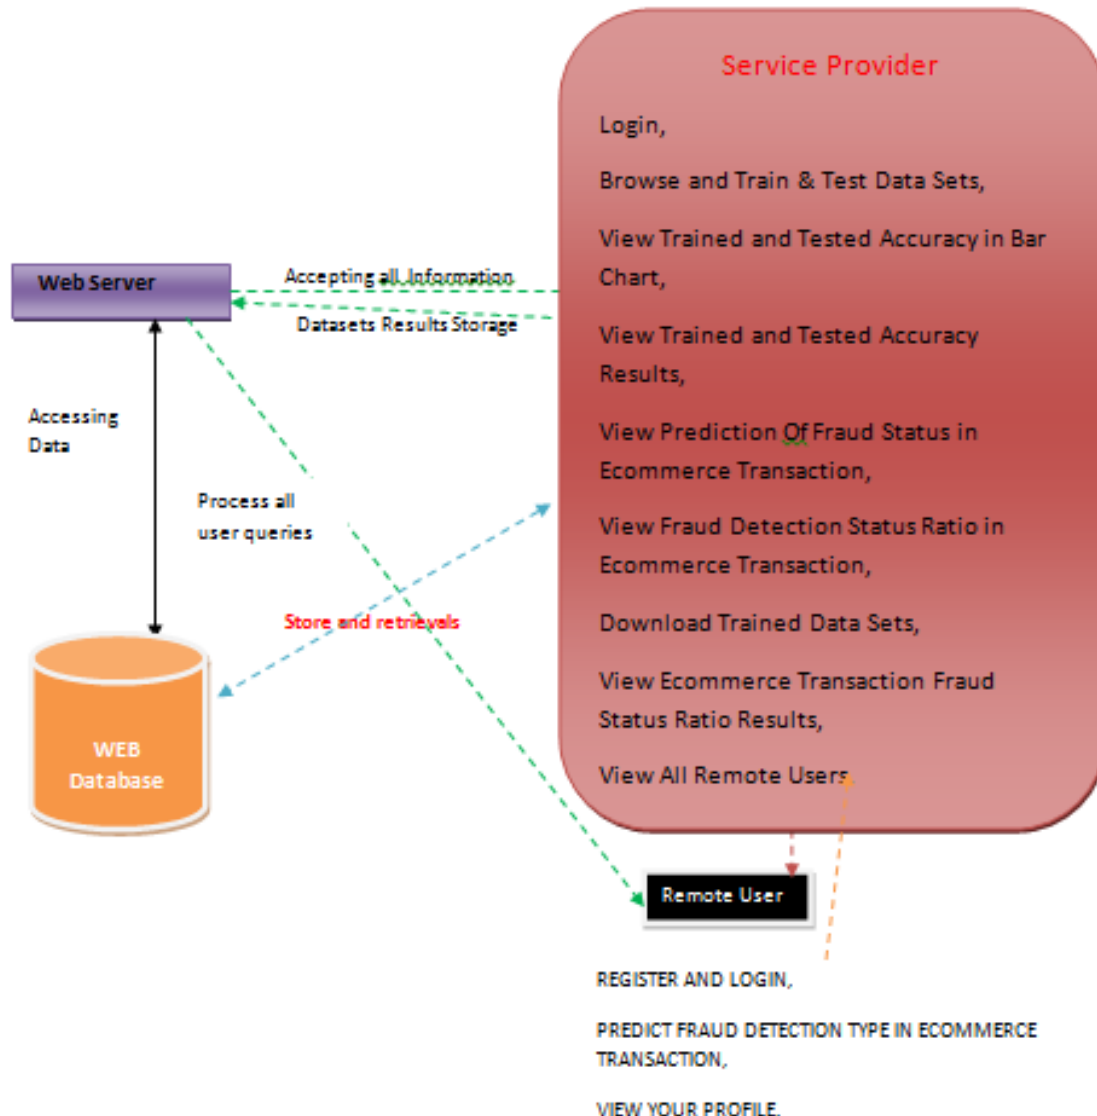 Service Provider
Login,
Browse and Train & Test Data Sets,
View Trained and Tested Accuracy in Bar
Chart,
View Trained and Tested Accuracy
Results,
View Prediction Of Fraud Status in
Ecommerce Transaction,
View Fraud Detection Status Ratio in
Ecommerce Transaction,
Download Trained Data Sets,
View Ecommerce Transaction Fraud
Status Ratio Results,
View All Remote Users
Web Server
Accepting all Information
Datasets Results Storage
Accessing
Data
Process all
user queries
Store and retrievals
WEB
Database
Remote User
REGISTER AND LOGIN,
PREDICT FRAUD DETECTION TYPE IN ECOMMERCE
TRANSACTION,
VIEW YOUR PROFILE.